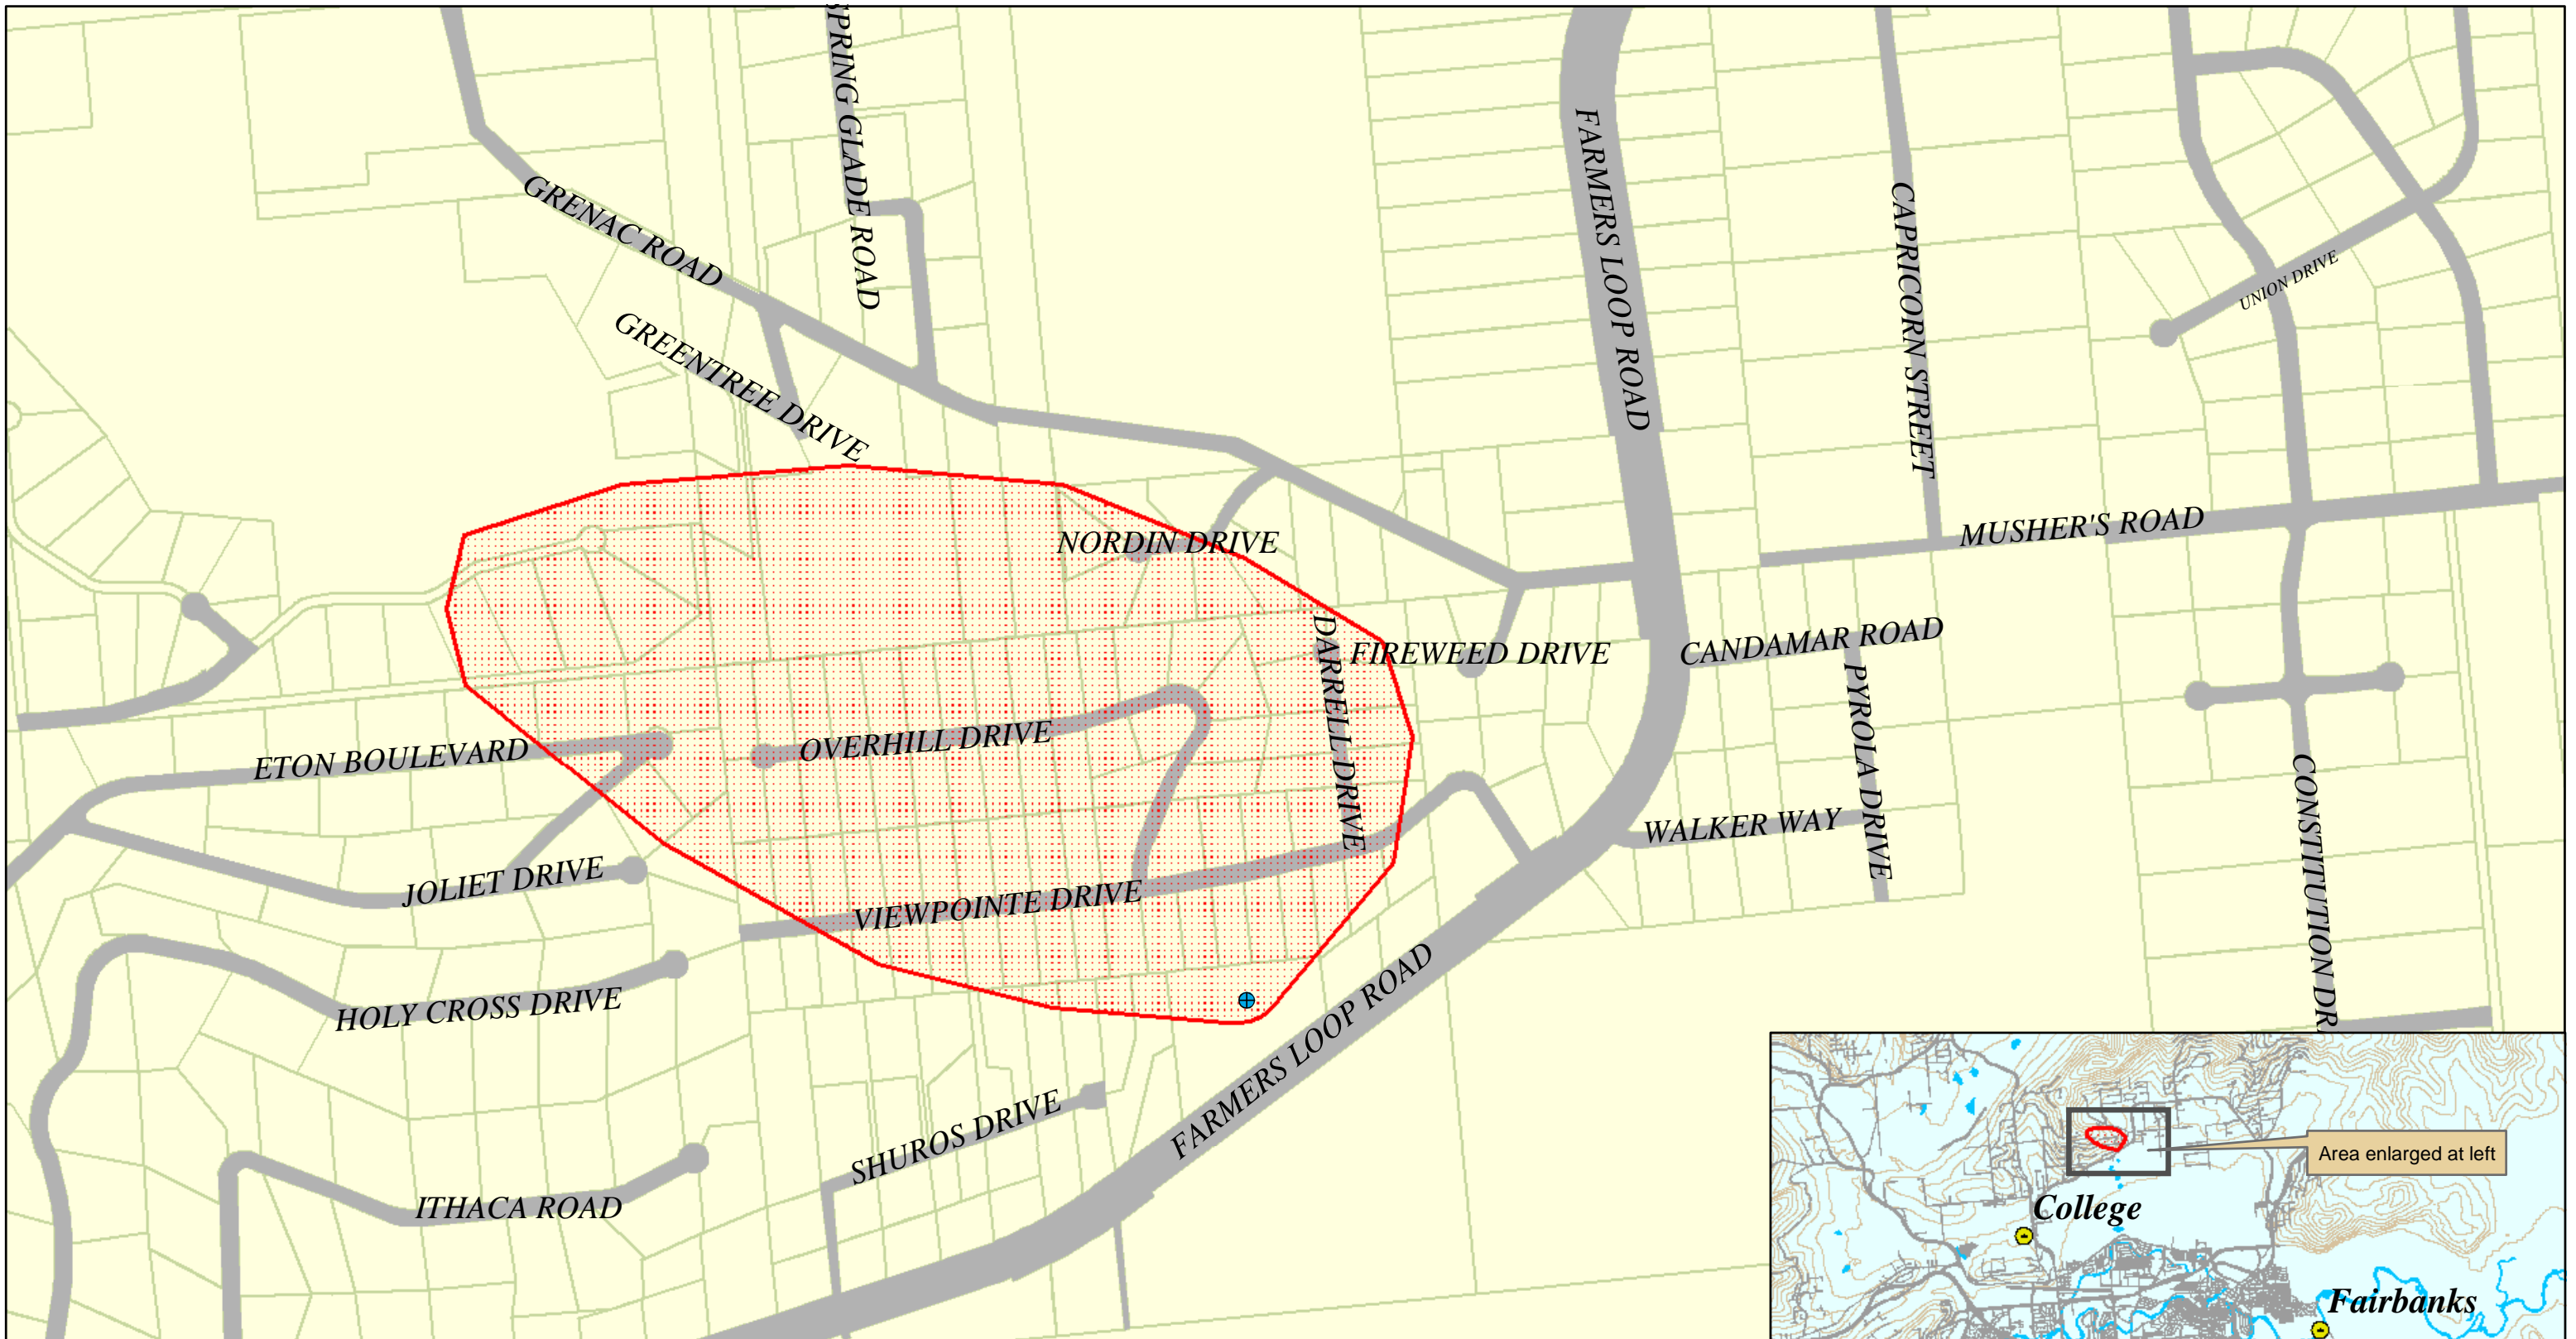 SPRING GLADE ROAD
GRENAC ROAD
GREENTREE DRIVE
FARMERS LOOP ROAD
CAPRICORN STREET
UNION DRIVE
MUSHER'S ROAD
NORDIN DRIVE
DARRELL DRIVE
FIREWEED DRIVE
CANDAMAR ROAD
PYROLA DRIVE
ETON BOULEVARD
OVERHILL DRIVE
WALKER WAY
CONSTITUTION DR
JOLIET DRIVE
VIEWPOINTE DRIVE
HOLY CROSS DRIVE
FARMERS LOOP ROAD
SHUROS DRIVE
ITHACA ROAD
Area enlarged at left
College
Fairbanks